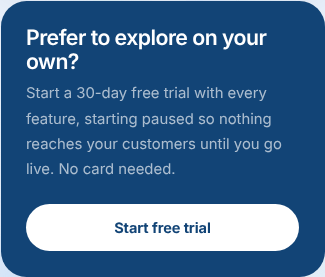 Prefer to explore on your
own?
Start a 30-day free trial with every
feature, starting paused so nothing
reaches your customers until you go
live. No card needed.
Start free trial